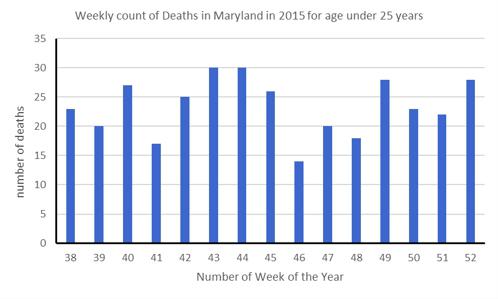 Weekly count of Deaths in Maryland in 2015 for age under 25 years
35
30
25
20
15
10
5
0
number of deaths
38 39 40 41 42 43 44 45 46 47 48 49 50 51 52
Number of Week of the Year